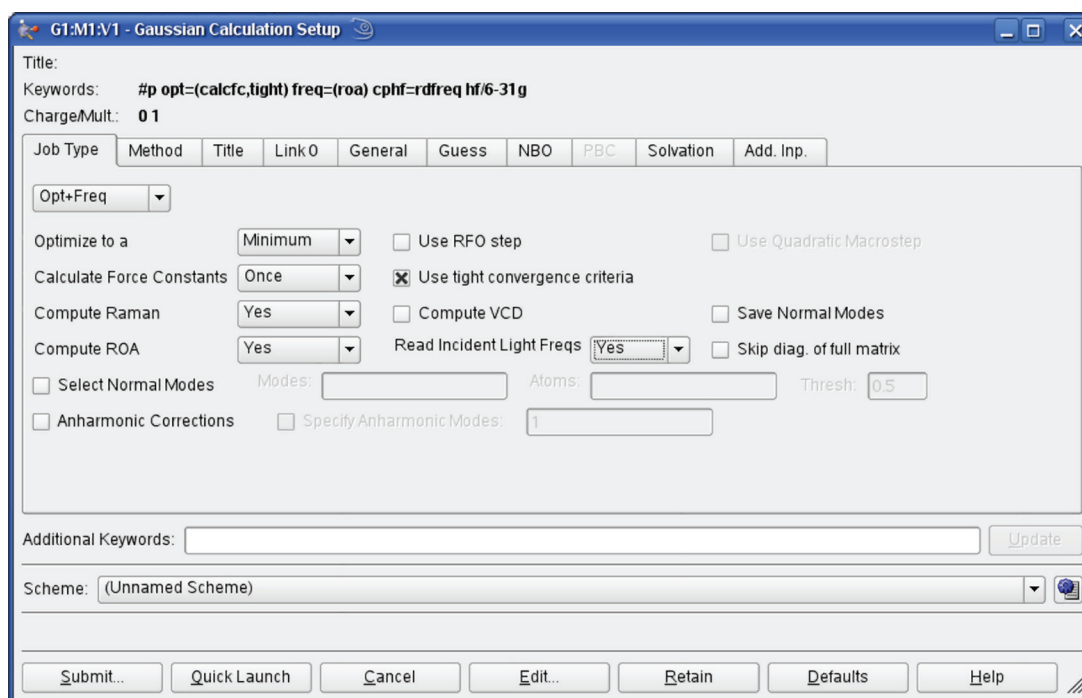 G1:M1:V1 - Gaussian Calculation Setup
Title:
Keywords: #p opt=(calcfc,tight) freq=(roa) cphf=rdfreq hf/6-31g
Charge/Mult.: 0 1
Job Type Method Title Link 0 General Guess NBO PBC Solvation Add. Inp.
Opt+Freq
Optimize to a Minimum Use RFO step Use Quadratic Macrostep
Calculate Force Constants Once Use tight convergence criteria
Compute Raman Yes Compute VCD Save Normal Modes
Compute ROA Yes Read Incident Light Freqs Yes Skip diag. of full matrix
Select Normal Modes Modes: Atoms: Thresh: 0.5
Anharmonic Corrections Specify Anharmonic Modes: 1
Additional Keywords: Update
Scheme: (Unnamed Scheme)
Submit... Quick Launch Cancel Edit... Retain Defaults Help